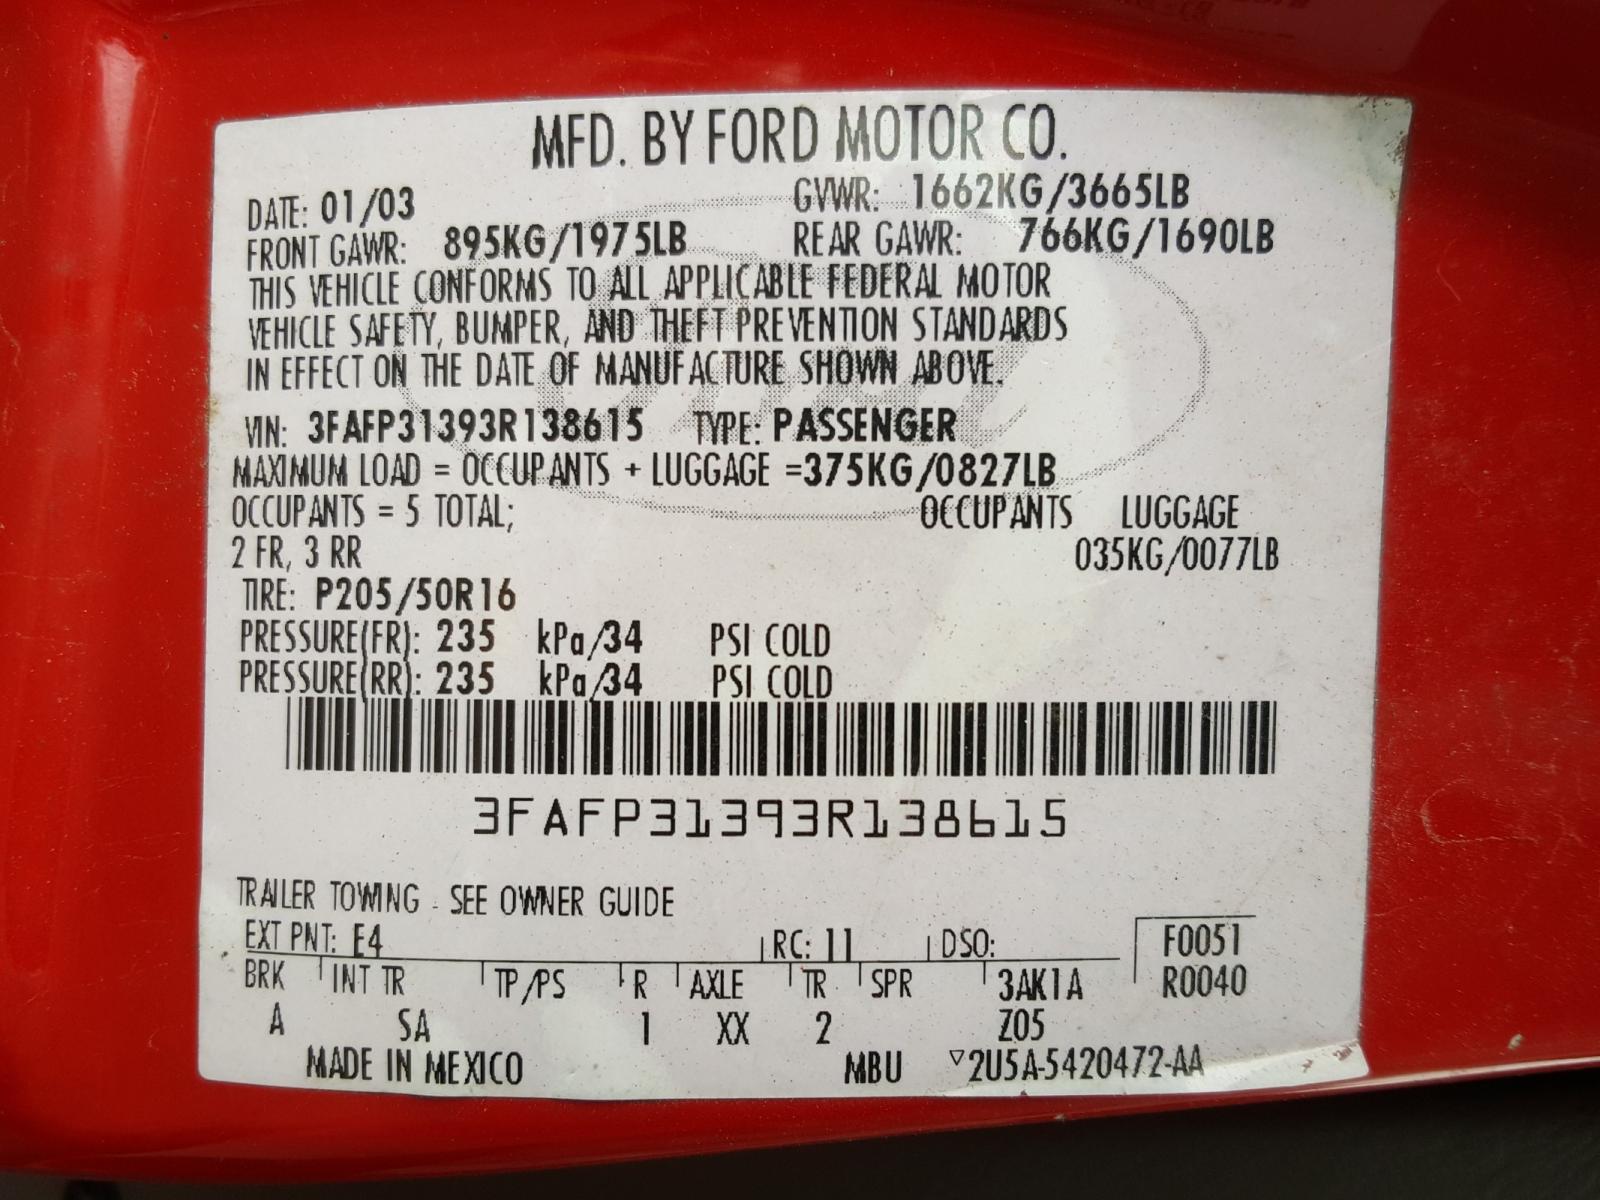 MFD. BY FORD MOTOR CO.
DATE: 01/03 GVWR: 1662KG/3665LB
FRONT GAWR: 895KG/1975LB REAR GAWR: 766KG/1690LB
THIS VEHICLE CONFORMS TO ALL APPLICABLE FEDERAL MOTOR
VEHICLE SAFETY, BUMPER, AND THEFT PREVENTION STANDARDS
IN EFFECT ON THE DATE OF MANUFACTURE SHOWN ABOVE.
VIN: 3FAFP31393R138615 TYPE: PASSENGER
MAXIMUM LOAD = OCCUPANTS + LUGGAGE =375KG/0827LB
OCCUPANTS = 5 TOTAL; OCCUPANTS LUGGAGE
2 FR, 3 RR 035KG/0077LB
TIRE: P205/50R16
PRESSURE(FR): 235 kPa/34 PSI COLD
PRESSURE(RR): 235 kPa/34 PSI COLD
3FAFP31393R138615
TRAILER TOWING - SEE OWNER GUIDE
EXT PNT: E4 RC: 11 DSO: F0051
BRK INT TR TP/PS R AXLE TR SPR 3AK1A R0040
A SA 1 XX 2 Z05
MADE IN MEXICO MBU ▽2U5A-5420472-AA